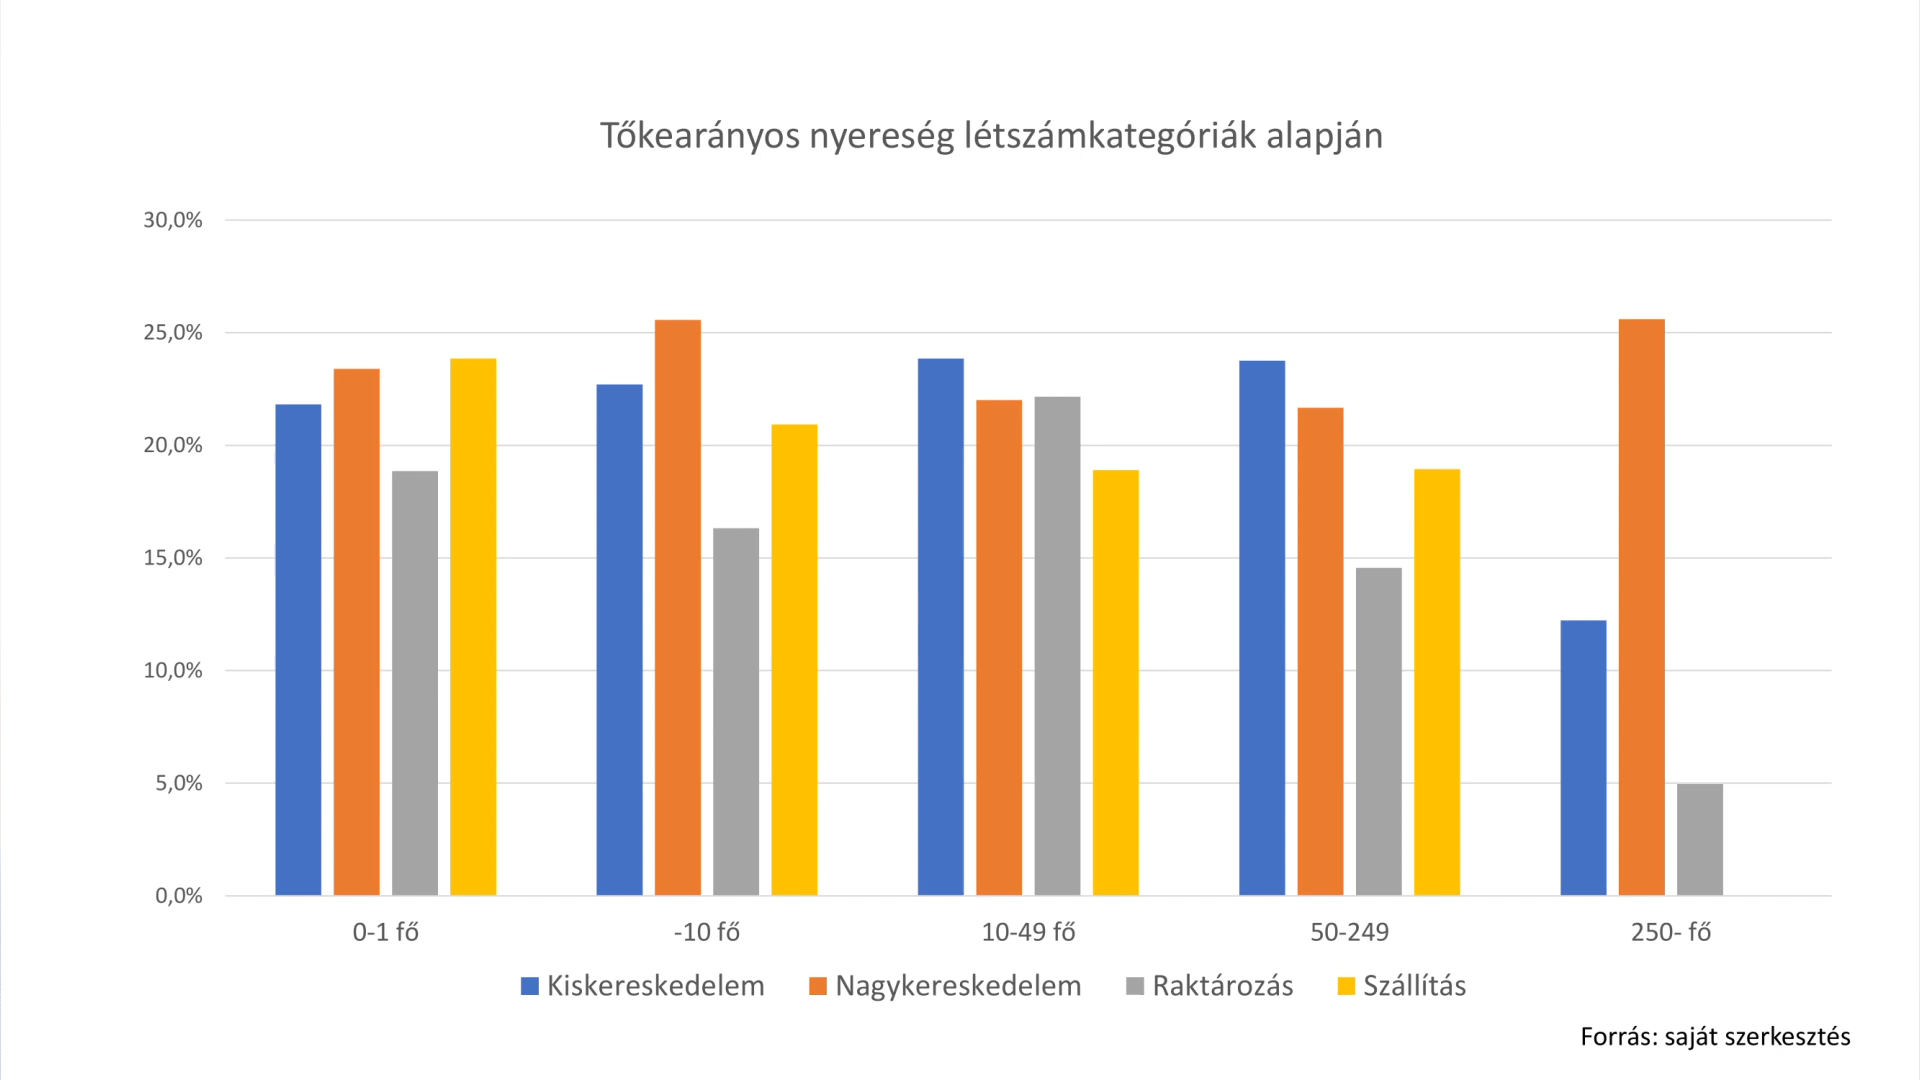 Tőkearányos nyereség létszámkategóriák alapján
30,0%
25,0%
20,0%
15,0%
10,0%
5,0%
0,0%
0-1 fő -10 fő 10-49 fő 50-249 250- fő
Kiskereskedelem Nagykereskedelem Raktározás Szállítás
Forrás: saját szerkesztés